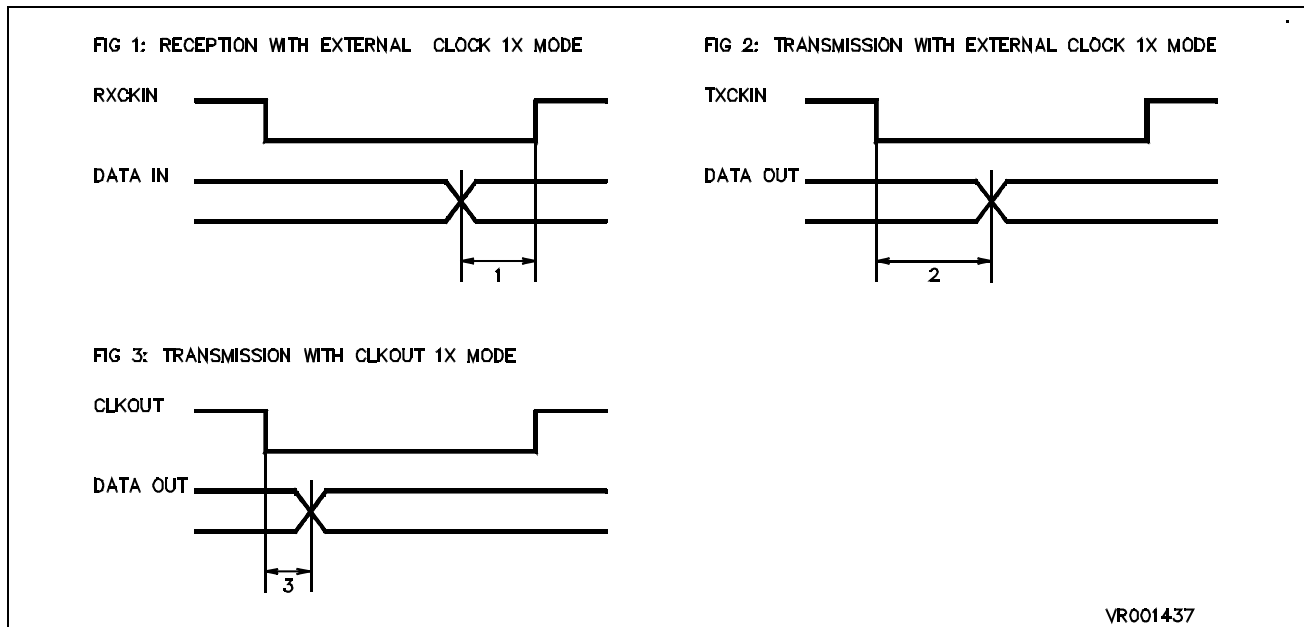 FIG 1: RECEPTION WITH EXTERNAL CLOCK 1X MODE
RXCKIN
DATA IN
1
FIG 2: TRANSMISSION WITH EXTERNAL CLOCK 1X MODE
TXCKIN
DATA OUT
2
FIG 3: TRANSMISSION WITH CLKOUT 1X MODE
CLKOUT
DATA OUT
3
VR001437